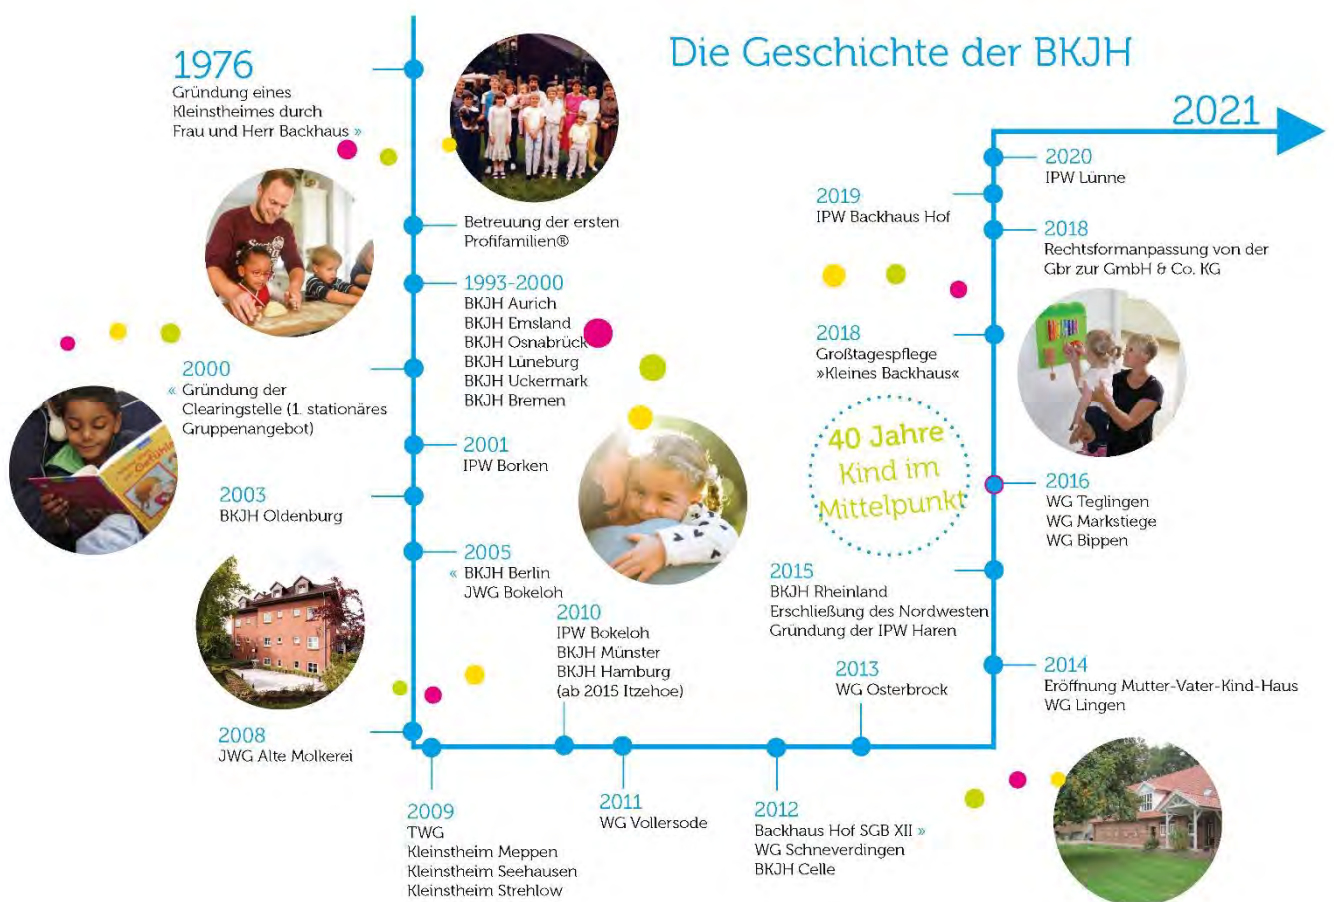 Die Geschichte der BKJH
1976
Gründung eines
Kleinstheimes durch
Frau und Herr Backhaus »
Betreuung der ersten
Profifamilien®
1993-2000
BKJH Aurich
BKJH Emsland
BKJH Osnabrück
BKJH Lüneburg
BKJH Uckermark
BKJH Bremen
2000
« Gründung der
Clearingstelle (1. stationäres
Gruppenangebot)
2001
IPW Borken
2003
BKJH Oldenburg
2005
« BKJH Berlin
JWG Bokeloh
2008
JWG Alte Molkerei
2009
TWG
Kleinstheim Meppen
Kleinstheim Seehausen
Kleinstheim Strehlow
2010
IPW Bokeloh
BKJH Münster
BKJH Hamburg
(ab 2015 Itzehoe)
2011
WG Vollersode
2012
Backhaus Hof SGB XII »
WG Schneverdingen
BKJH Celle
2013
WG Osterbrock
2014
Eröffnung Mutter-Vater-Kind-Haus
WG Lingen
2015
BKJH Rheinland
Erschließung des Nordwesten
Gründung der IPW Haren
2016
WG Teglingen
WG Markstiege
WG Bippen
40 Jahre
Kind im
Mittelpunkt
2018
Großtagespflege
»Kleines Backhaus«
2018
Rechtsformanpassung von der
Gbr zur GmbH & Co. KG
2019
IPW Backhaus Hof
2020
IPW Lünne
2021